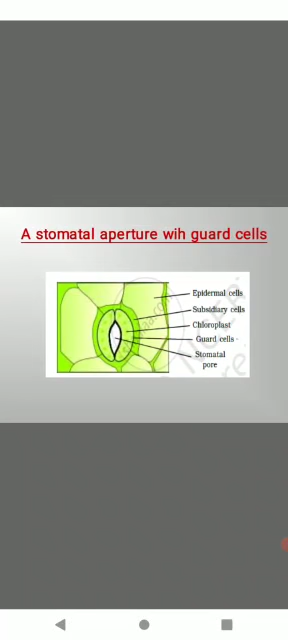 A stomatal aperture wih guard cells
Epidermal cells
Subsidiary cells
Chloroplast
Guard cells
Stomatal
pore